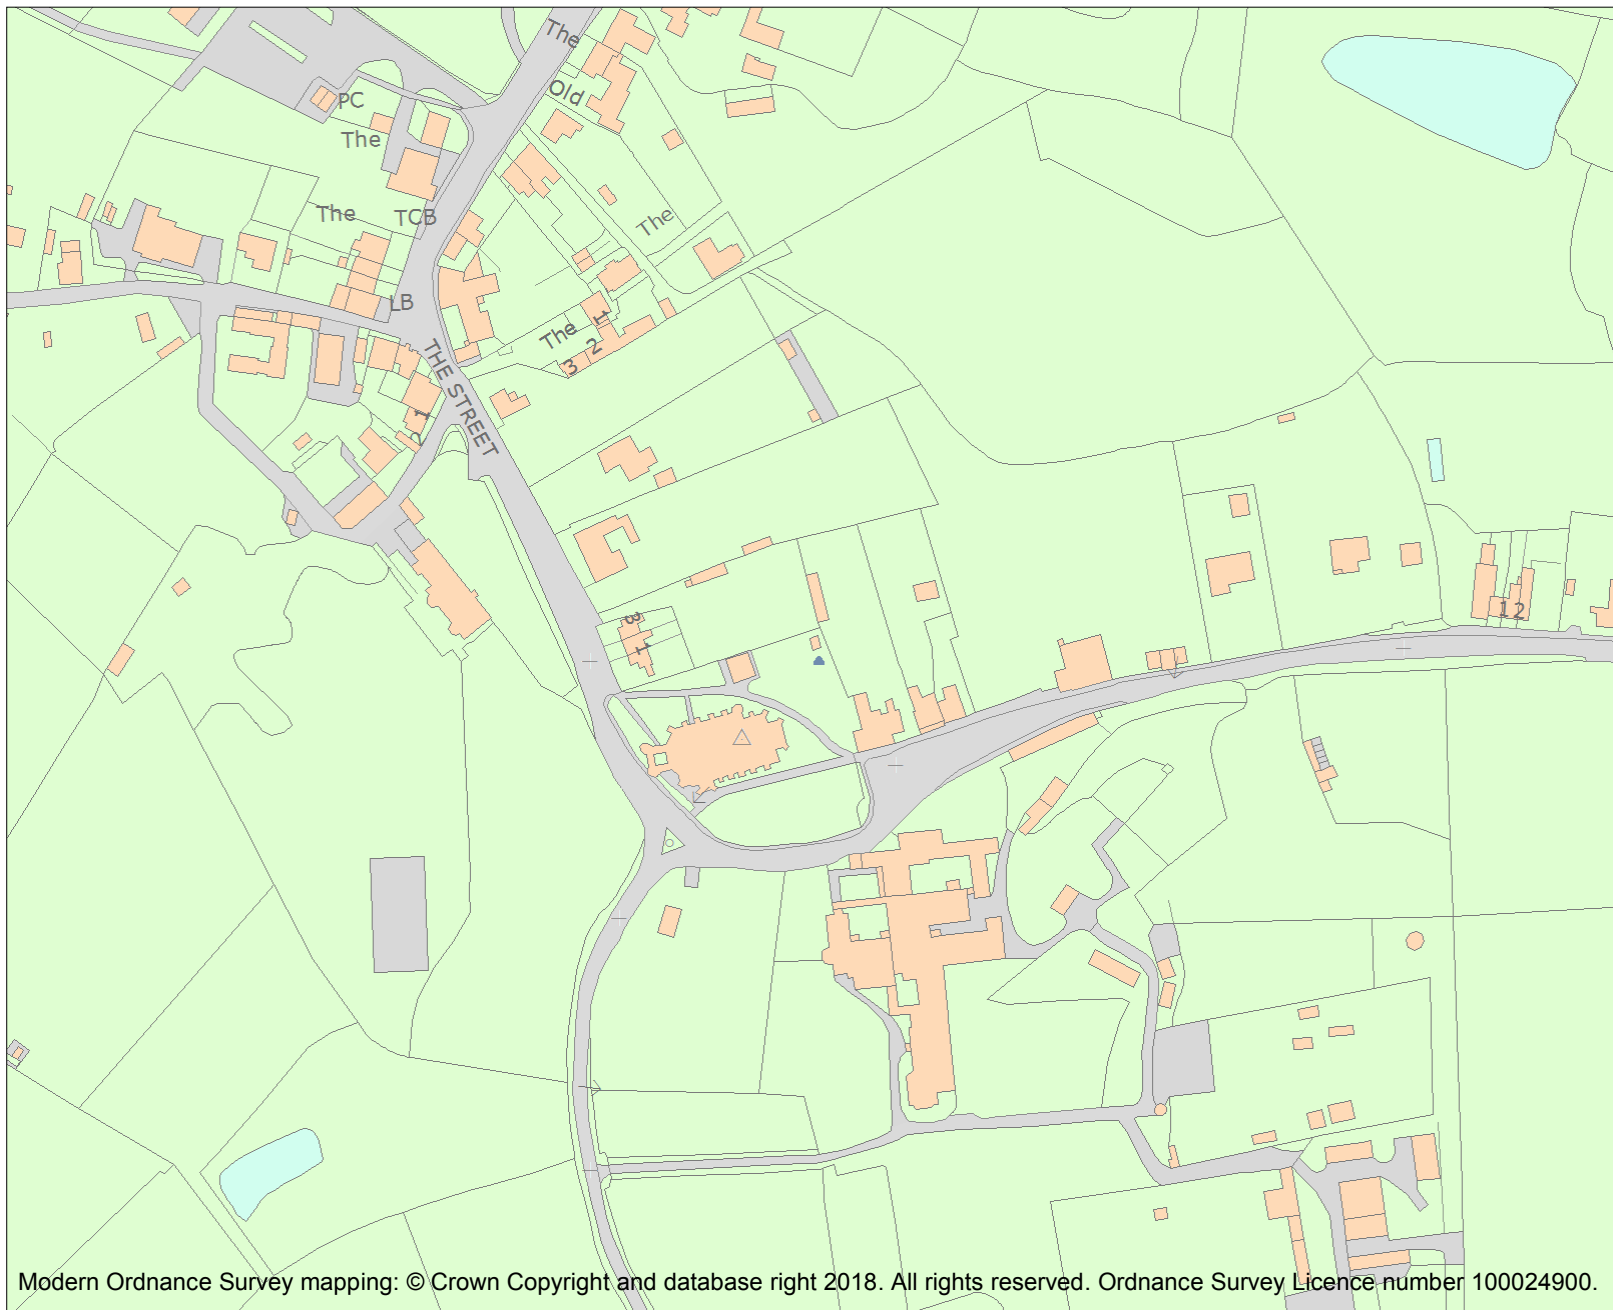 The
Old
PC
The
The
TCB
The
LB
The
1
2
3
THE STREET
1
2
3
1
1 2
Modern Ordnance Survey mapping: © Crown Copyright and database right 2018. All rights reserved. Ordnance Survey Licence number 100024900.